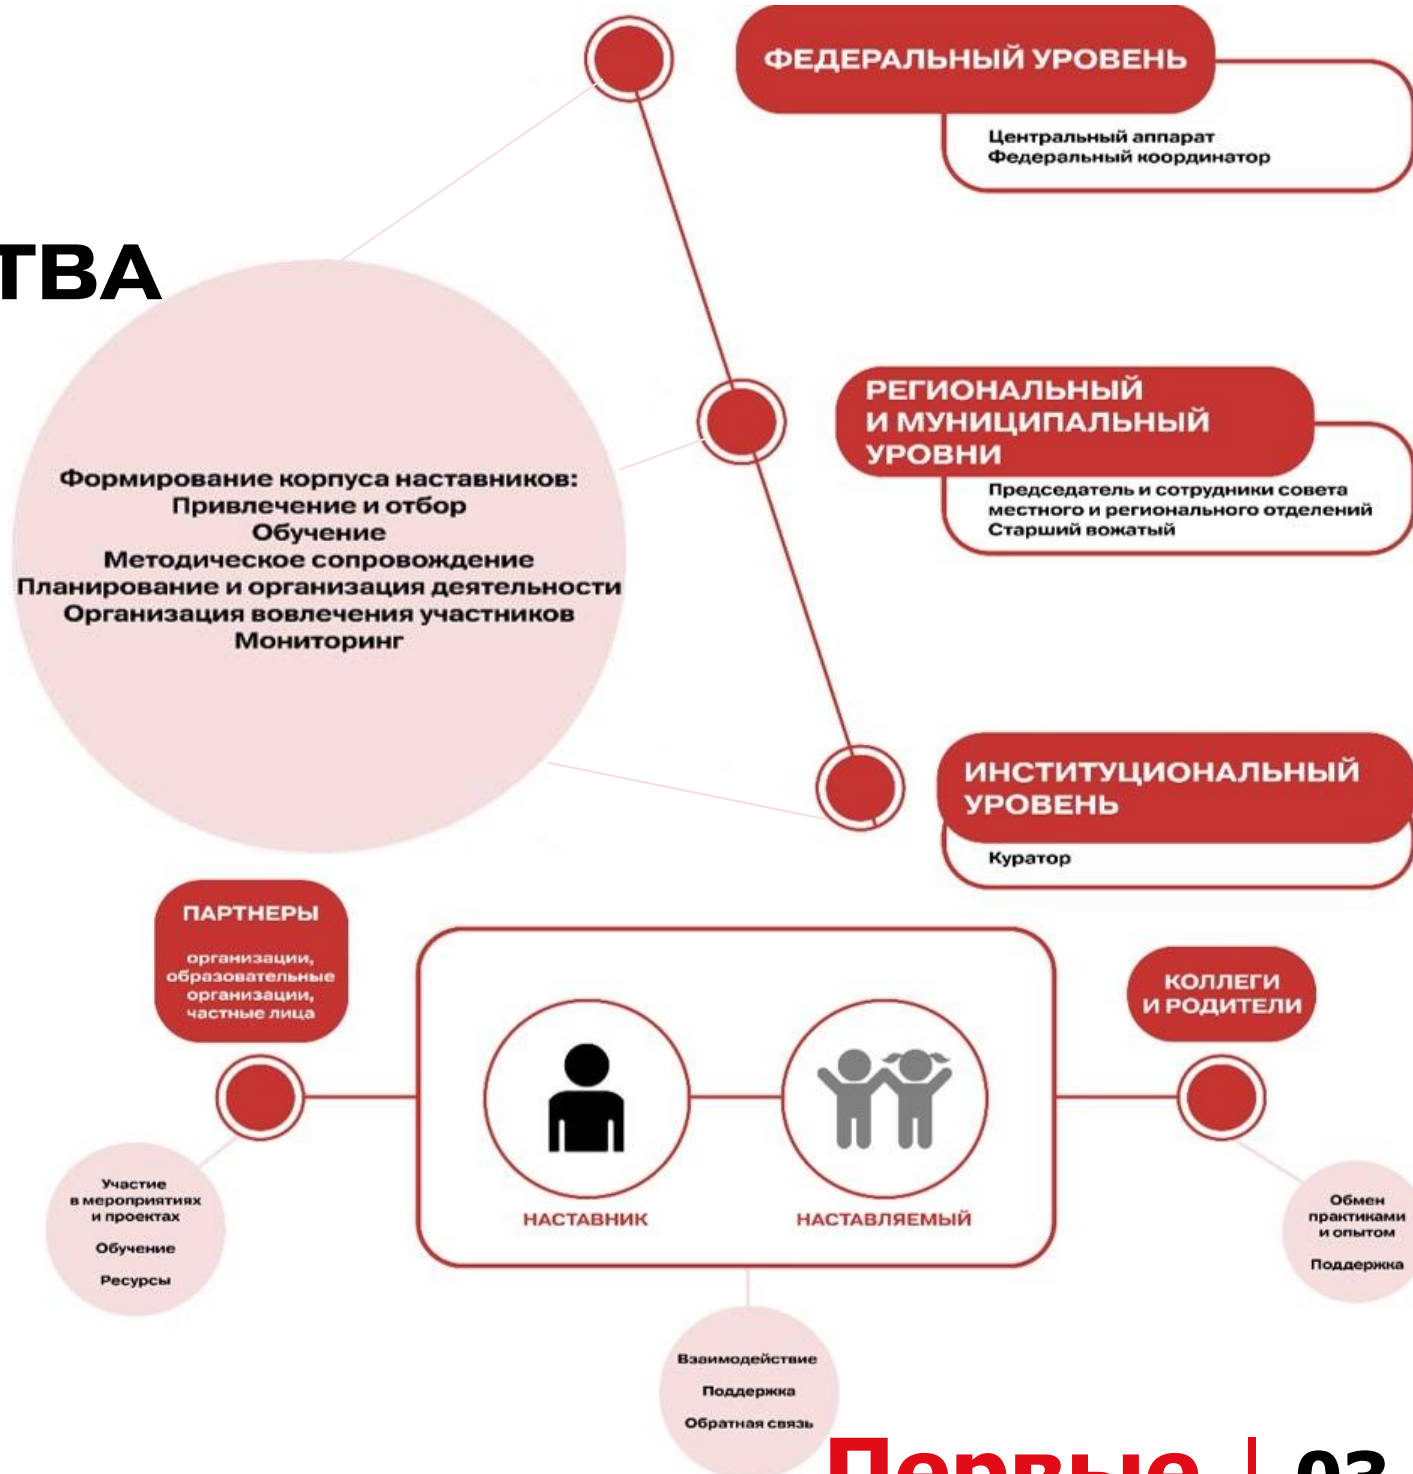 ФЕДЕРАЛЬНЫЙ УРОВЕНЬ
Центральный аппарат
Федеральный координатор
ТВА
Формирование корпуса наставников:
Привлечение и отбор
Обучение
Методическое сопровождение
Планирование и организация деятельности
Организация вовлечения участников
Мониторинг
РЕГИОНАЛЬНЫЙ
И МУНИЦИПАЛЬНЫЙ
УРОВНИ
Председатель и сотрудники совета
местного и регионального отделений
Старший вожатый
ИНСТИТУЦИОНАЛЬНЫЙ
УРОВЕНЬ
Куратор
ПАРТНЕРЫ
организации,
образовательные
организации,
частные лица
Участие
в мероприятиях
и проектах
Обучение
Ресурсы
НАСТАВНИК
НАСТАВЛЯЕМЫЙ
КОЛЛЕГИ
И РОДИТЕЛИ
Обмен
практиками
и опытом
Поддержка
Взаимодействие
Поддержка
Обратная связь
Первые | 03